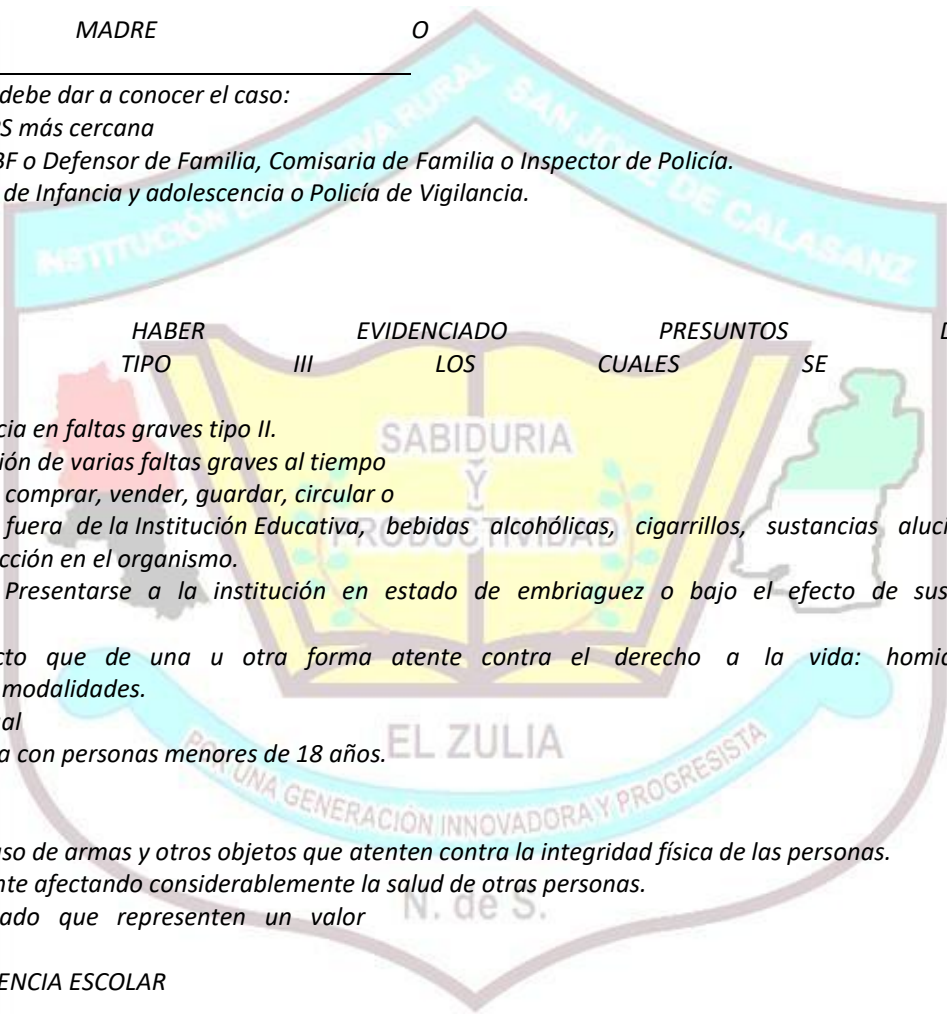 MADRE O
debe dar a conocer el caso:
PS más cercana
BF o Defensor de Familia, Comisaria de Familia o Inspector de Policía.
de Infancia y adolescencia o Policía de Vigilancia.
INSTITUCIÓN EDUCATIVA RURAL SAN JOSE DE CALASANZ
HABER EVIDENCIADO PRESUNTOS D
TIPO III LOS CUALES SE
cia en faltas graves tipo II.
SABIDURIA
ión de varias faltas graves al tiempo
Y
comprar, vender, guardar, circular o
fuera de la Institución Educativa, bebidas alcohólicas, cigarrillos, sustancias aluci
PRODUCTIVIDAD
cción en el organismo.
Presentarse a la institución en estado de embriaguez o bajo el efecto de sus
cto que de una u otra forma atente contra el derecho a la vida: homic
modalidades.
al
EL ZULIA
a con personas menores de 18 años.
POR UNA GENERACIÓN INNOVADORA Y PROGRESISTA
uso de armas y otros objetos que atenten contra la integridad física de las personas.
nte afectando considerablemente la salud de otras personas.
N. de S.
ado que representen un valor
ENCIA ESCOLAR